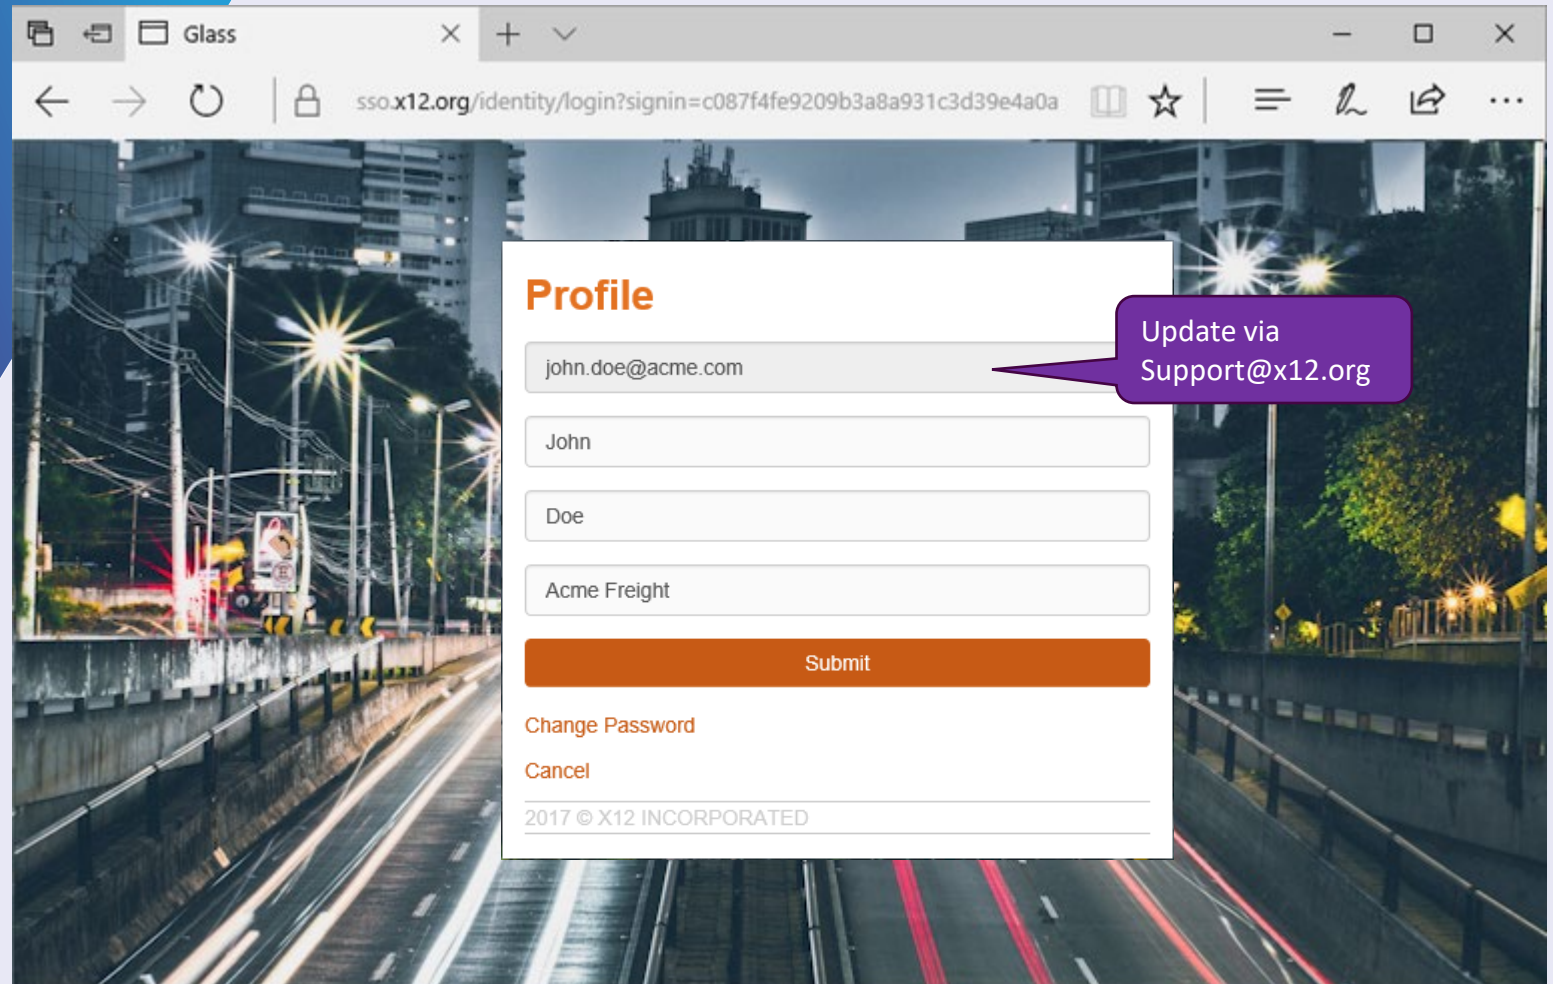 Glass
sso.x12.org/identity/login?signin=c087f4fe9209b3a8a931c3d39e4a0a
Profile
john.doe@acme.com
Update via
Support@x12.org
John
Doe
Acme Freight
Submit
Change Password
Cancel
2017 © X12 INCORPORATED